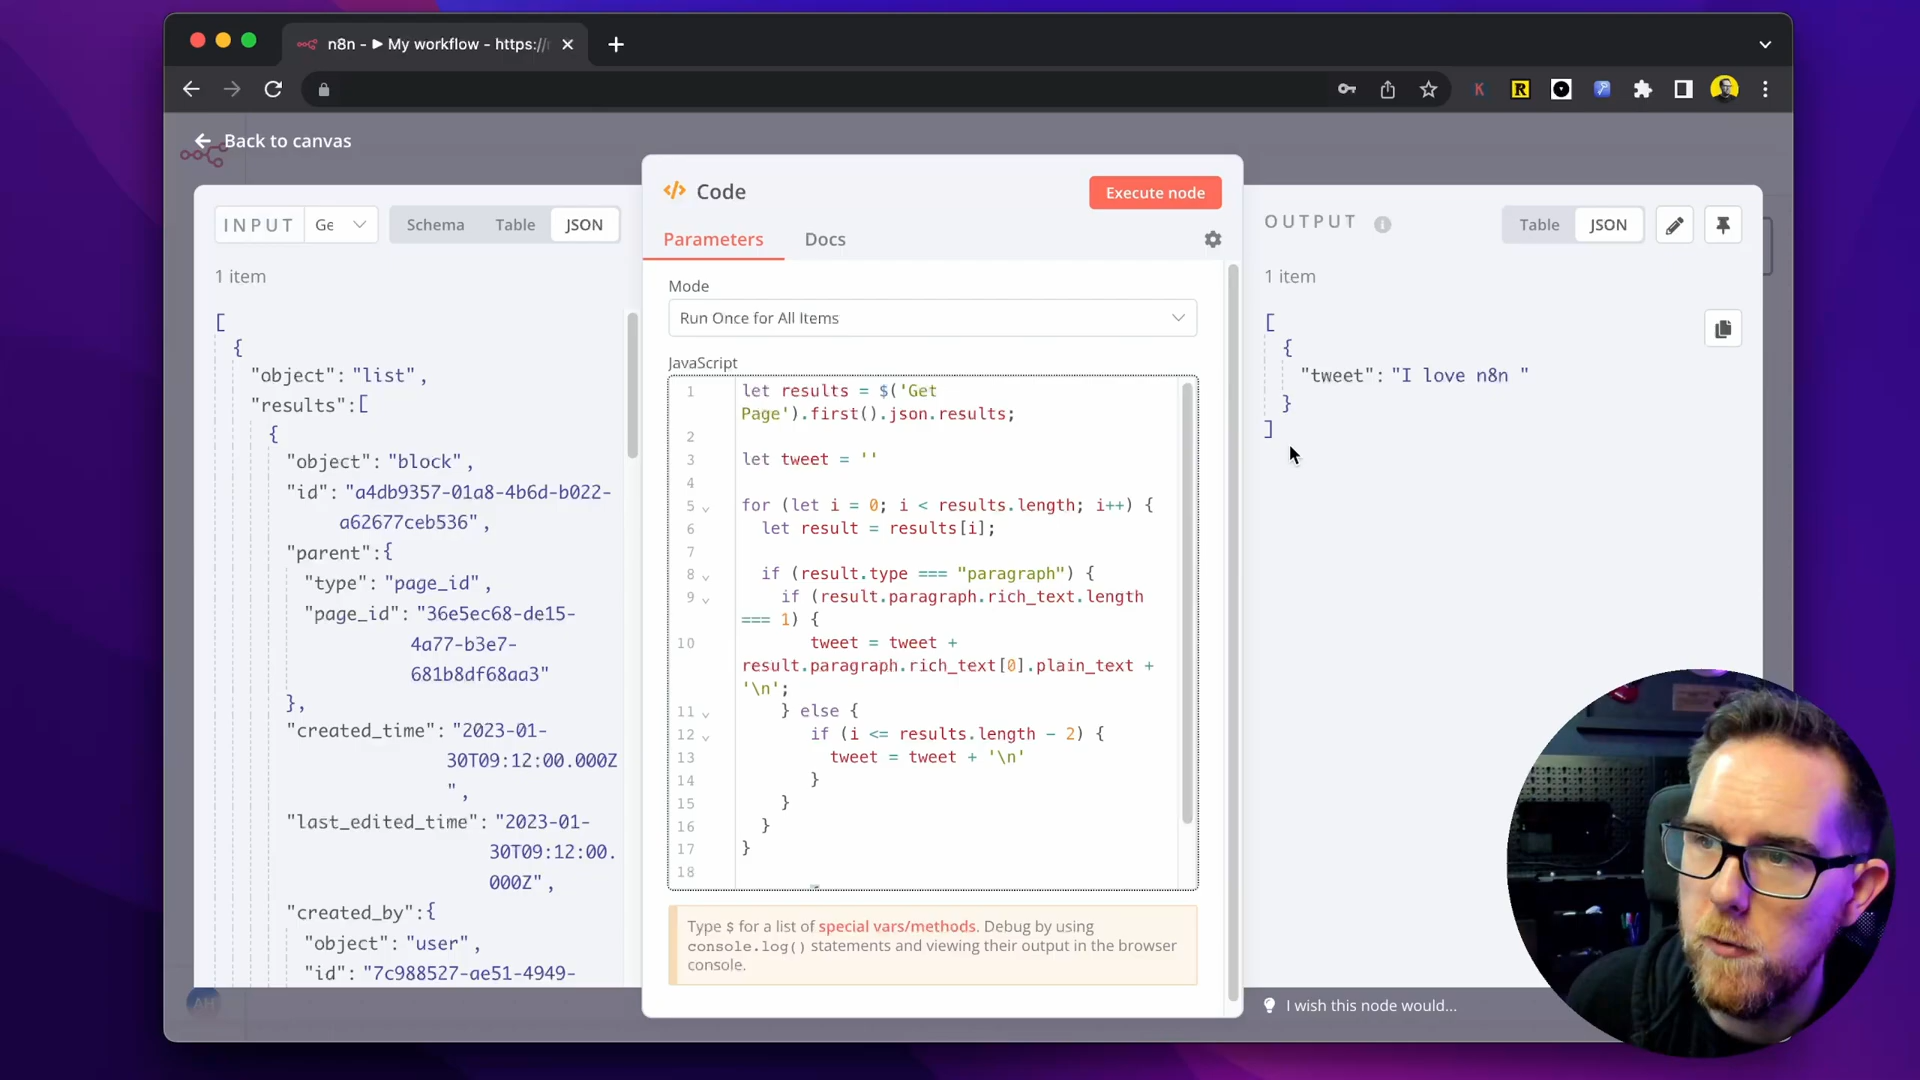 n8n - ▶ My workflow - https://
K
R
Back to canvas
INPUT
Ge
Schema
Table
JSON
1 item
[
{
"object": "list",
"results":[
{
"object": "block",
"id": "a4db9357-01a8-4b6d-b022-
a62677ceb536",
"parent":{
"type": "page_id",
"page_id": "36e5ec68-de15-
4a77-b3e7-
681b8df68aa3"
},
"created_time": "2023-01-
30T09:12:00.000Z
",
"last_edited_time": "2023-01-
30T09:12:00.
000Z",
"created_by":{
"object": "user",
"id": "7c988527-ae51-4949-
AH
</> Code
Execute node
Parameters
Docs
Mode
Run Once for All Items
JavaScript
1 let results = $('Get
Page').first().json.results;
2
3 let tweet = ''
4
5 for (let i = 0; i < results.length; i++) {
6 let result = results[i];
7
8 if (result.type === "paragraph") {
9 if (result.paragraph.rich_text.length
=== 1) {
10 tweet = tweet +
result.paragraph.rich_text[0].plain_text +
'\n';
11 } else {
12 if (i <= results.length - 2) {
13 tweet = tweet + '\n'
14 }
15 }
16 }
17 }
18
Type $ for a list of special vars/methods. Debug by using
console.log() statements and viewing their output in the browser
console.
OUTPUT
Table
JSON
1 item
[
{
"tweet": "I love n8n "
}
]
I wish this node would...